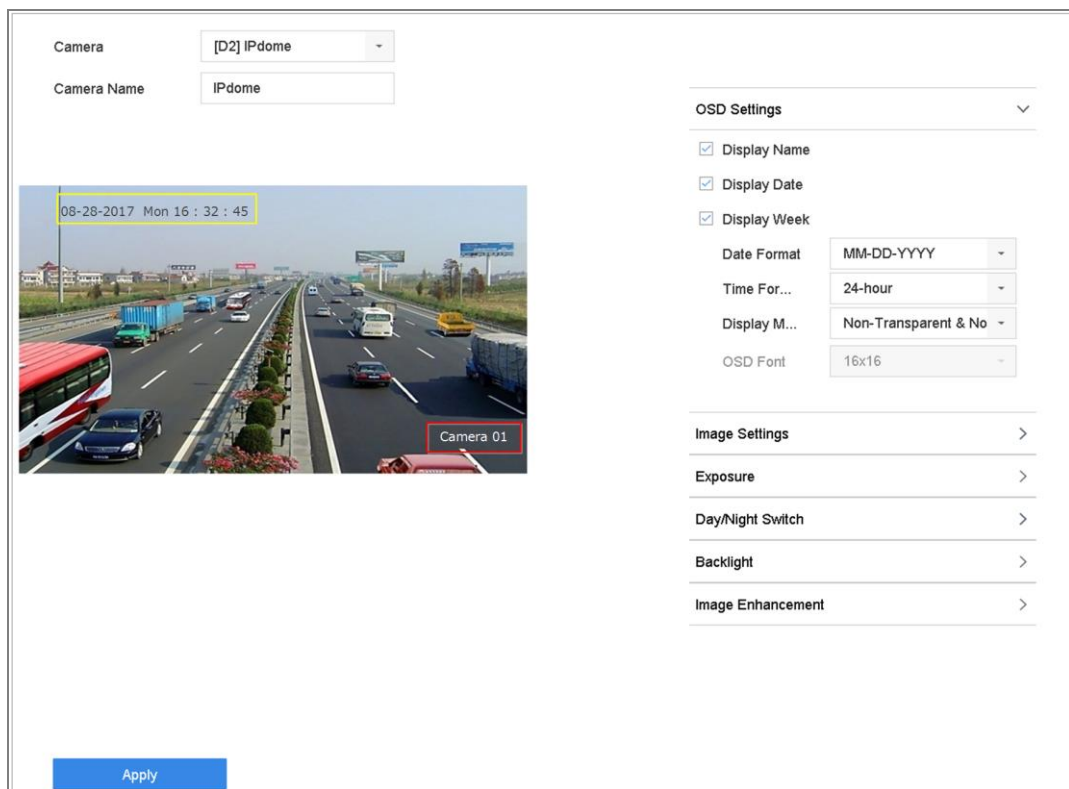 Camera
[D2] IPdome
Camera Name
IPdome
OSD Settings
Display Name
Display Date
Display Week
Date Format
MM-DD-YYYY
Time For...
24-hour
Display M...
Non-Transparent & No
OSD Font
16x16
08-28-2017 Mon 16 : 32 : 45
Camera 01
Image Settings
Exposure
Day/Night Switch
Backlight
Image Enhancement
Apply